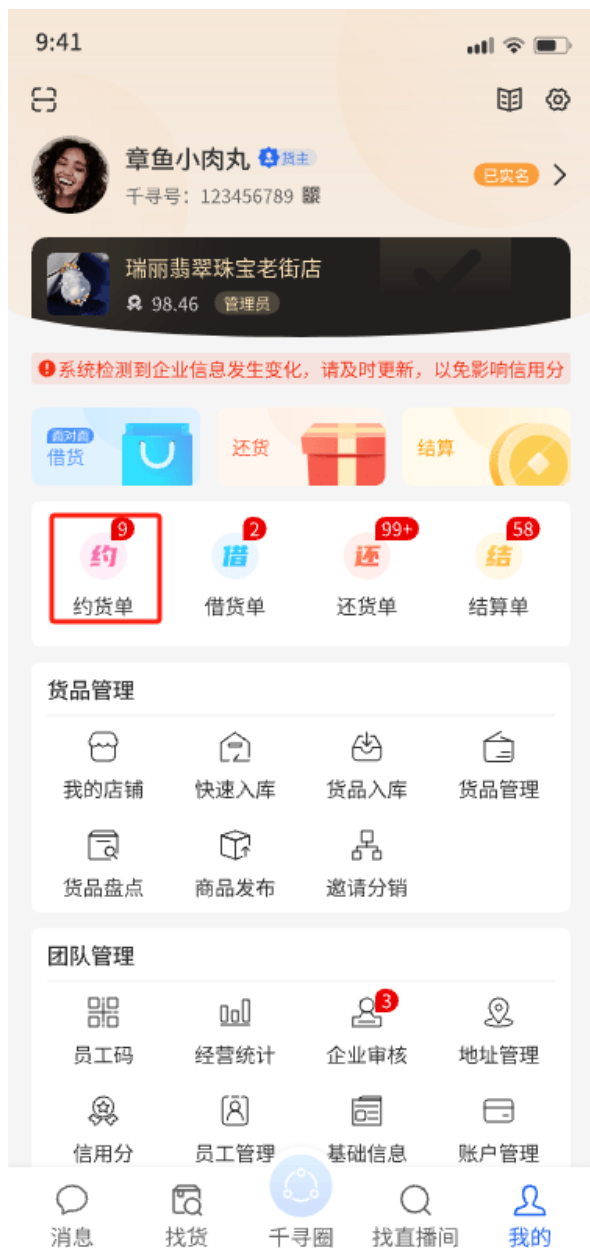 9:41
章鱼小肉丸 货主
已实名
千寻号：123456789
瑞丽翡翠珠宝老街店
98.46 管理员
系统检测到企业信息发生变化，请及时更新，以免影响信用分
面对面
借货 还货 结算
9 2 99+ 58
约 借 还 结
约货单 借货单 还货单 结算单
货品管理
我的店铺 快速入库 货品入库 货品管理
货品盘点 商品发布 邀请分销
团队管理
3
员工码 经营统计 企业审核 地址管理
信用分 员工管理 基础信息 账户管理
消息 找货 千寻圈 找直播间 我的